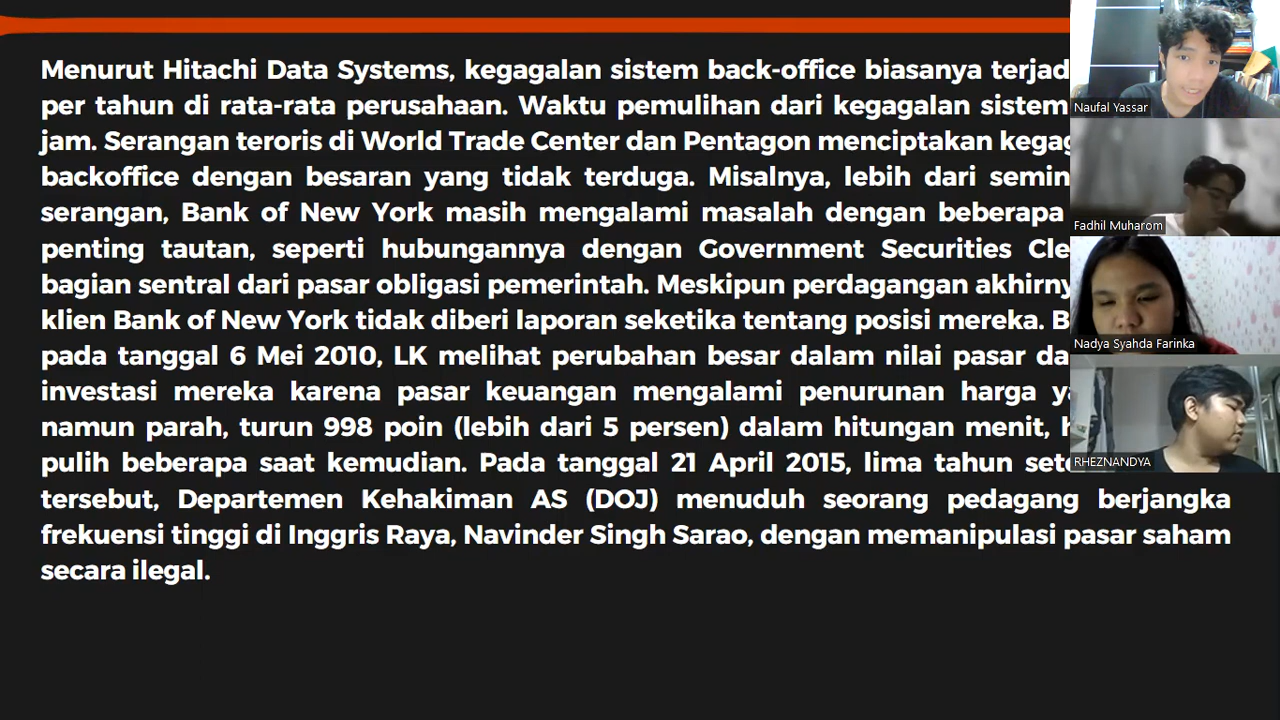 Menurut Hitachi Data Systems, kegagalan sistem back-office biasanya
per tahun di rata-rata perusahaan. Waktu pemulihan dari kegagalan sistem
jam. Serangan teroris di World Trade Center dan Pentagon menciptakan
backoffice dengan besaran yang tidak terduga. Misalnya, lebih dari
serangan, Bank of New York masih mengalami masalah dengan beberapa
penting tautan, seperti hubungannya dengan Government Securities
bagian sentral dari pasar obligasi pemerintah. Meskipun perdagangan
klien Bank of New York tidak diberi laporan seketika tentang posisi mereka.
pada tanggal 6 Mei 2010, LK melihat perubahan besar dalam nilai pasar
investasi mereka karena pasar keuangan mengalami penurunan harga
namun parah, turun 998 poin (lebih dari 5 persen) dalam hitungan menit,
pulih beberapa saat kemudian. Pada tanggal 21 April 2015, lima tahun
tersebut, Departemen Kehakiman AS (DOJ) menuduh seorang pedagang berjangka
frekuensi tinggi di Inggris Raya, Navinder Singh Sarao, dengan memanipulasi pasar saham
secara ilegal.
Naufal Yassar
Fadhil Muharom
Nadya Syahda Farinka
RHEZNANDYA